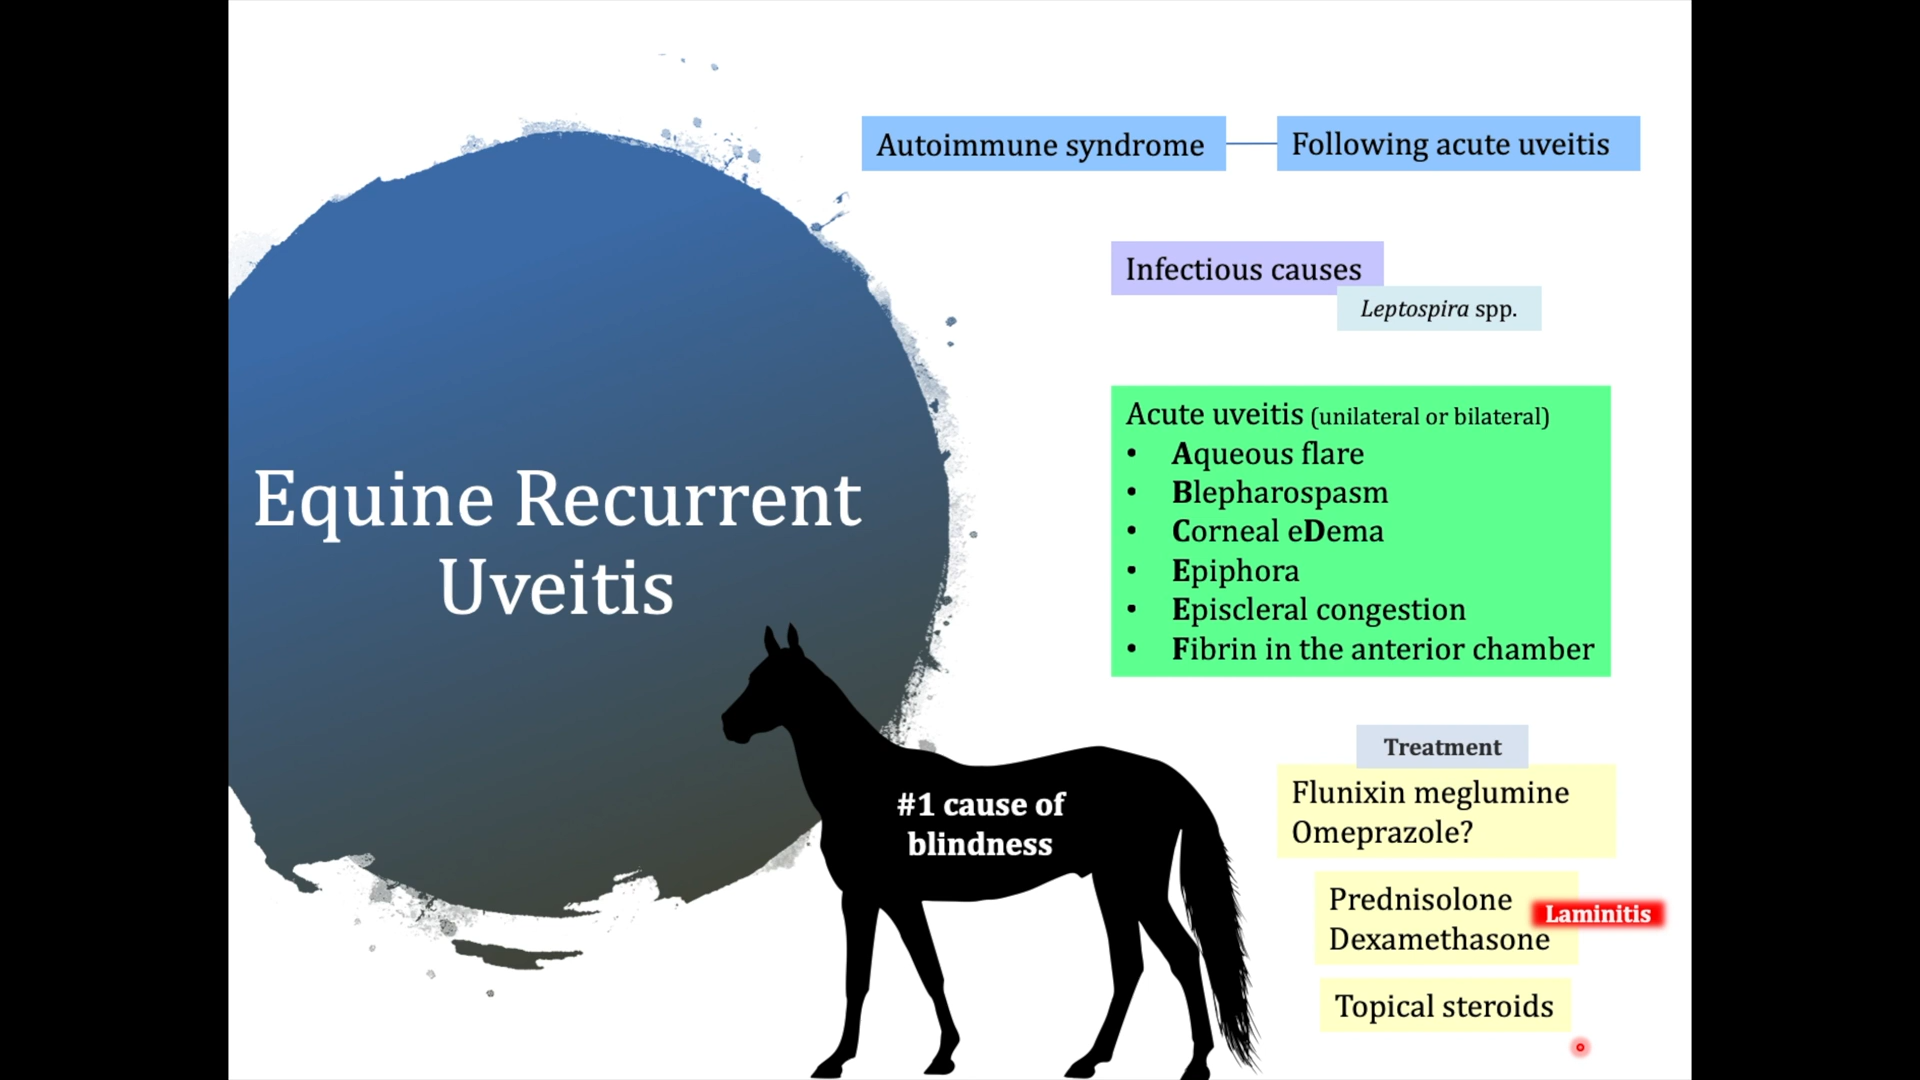 Equine Recurrent
Uveitis
Autoimmune syndrome
Following acute uveitis
Infectious causes
Leptospira spp.
Acute uveitis (unilateral or bilateral)
• Aqueous flare
• Blepharospasm
• Corneal eDema
• Epiphora
• Episcleral congestion
• Fibrin in the anterior chamber
#1 cause of
blindness
Treatment
Flunixin meglumine
Omeprazole?
Prednisolone
Dexamethasone
Laminitis
Topical steroids